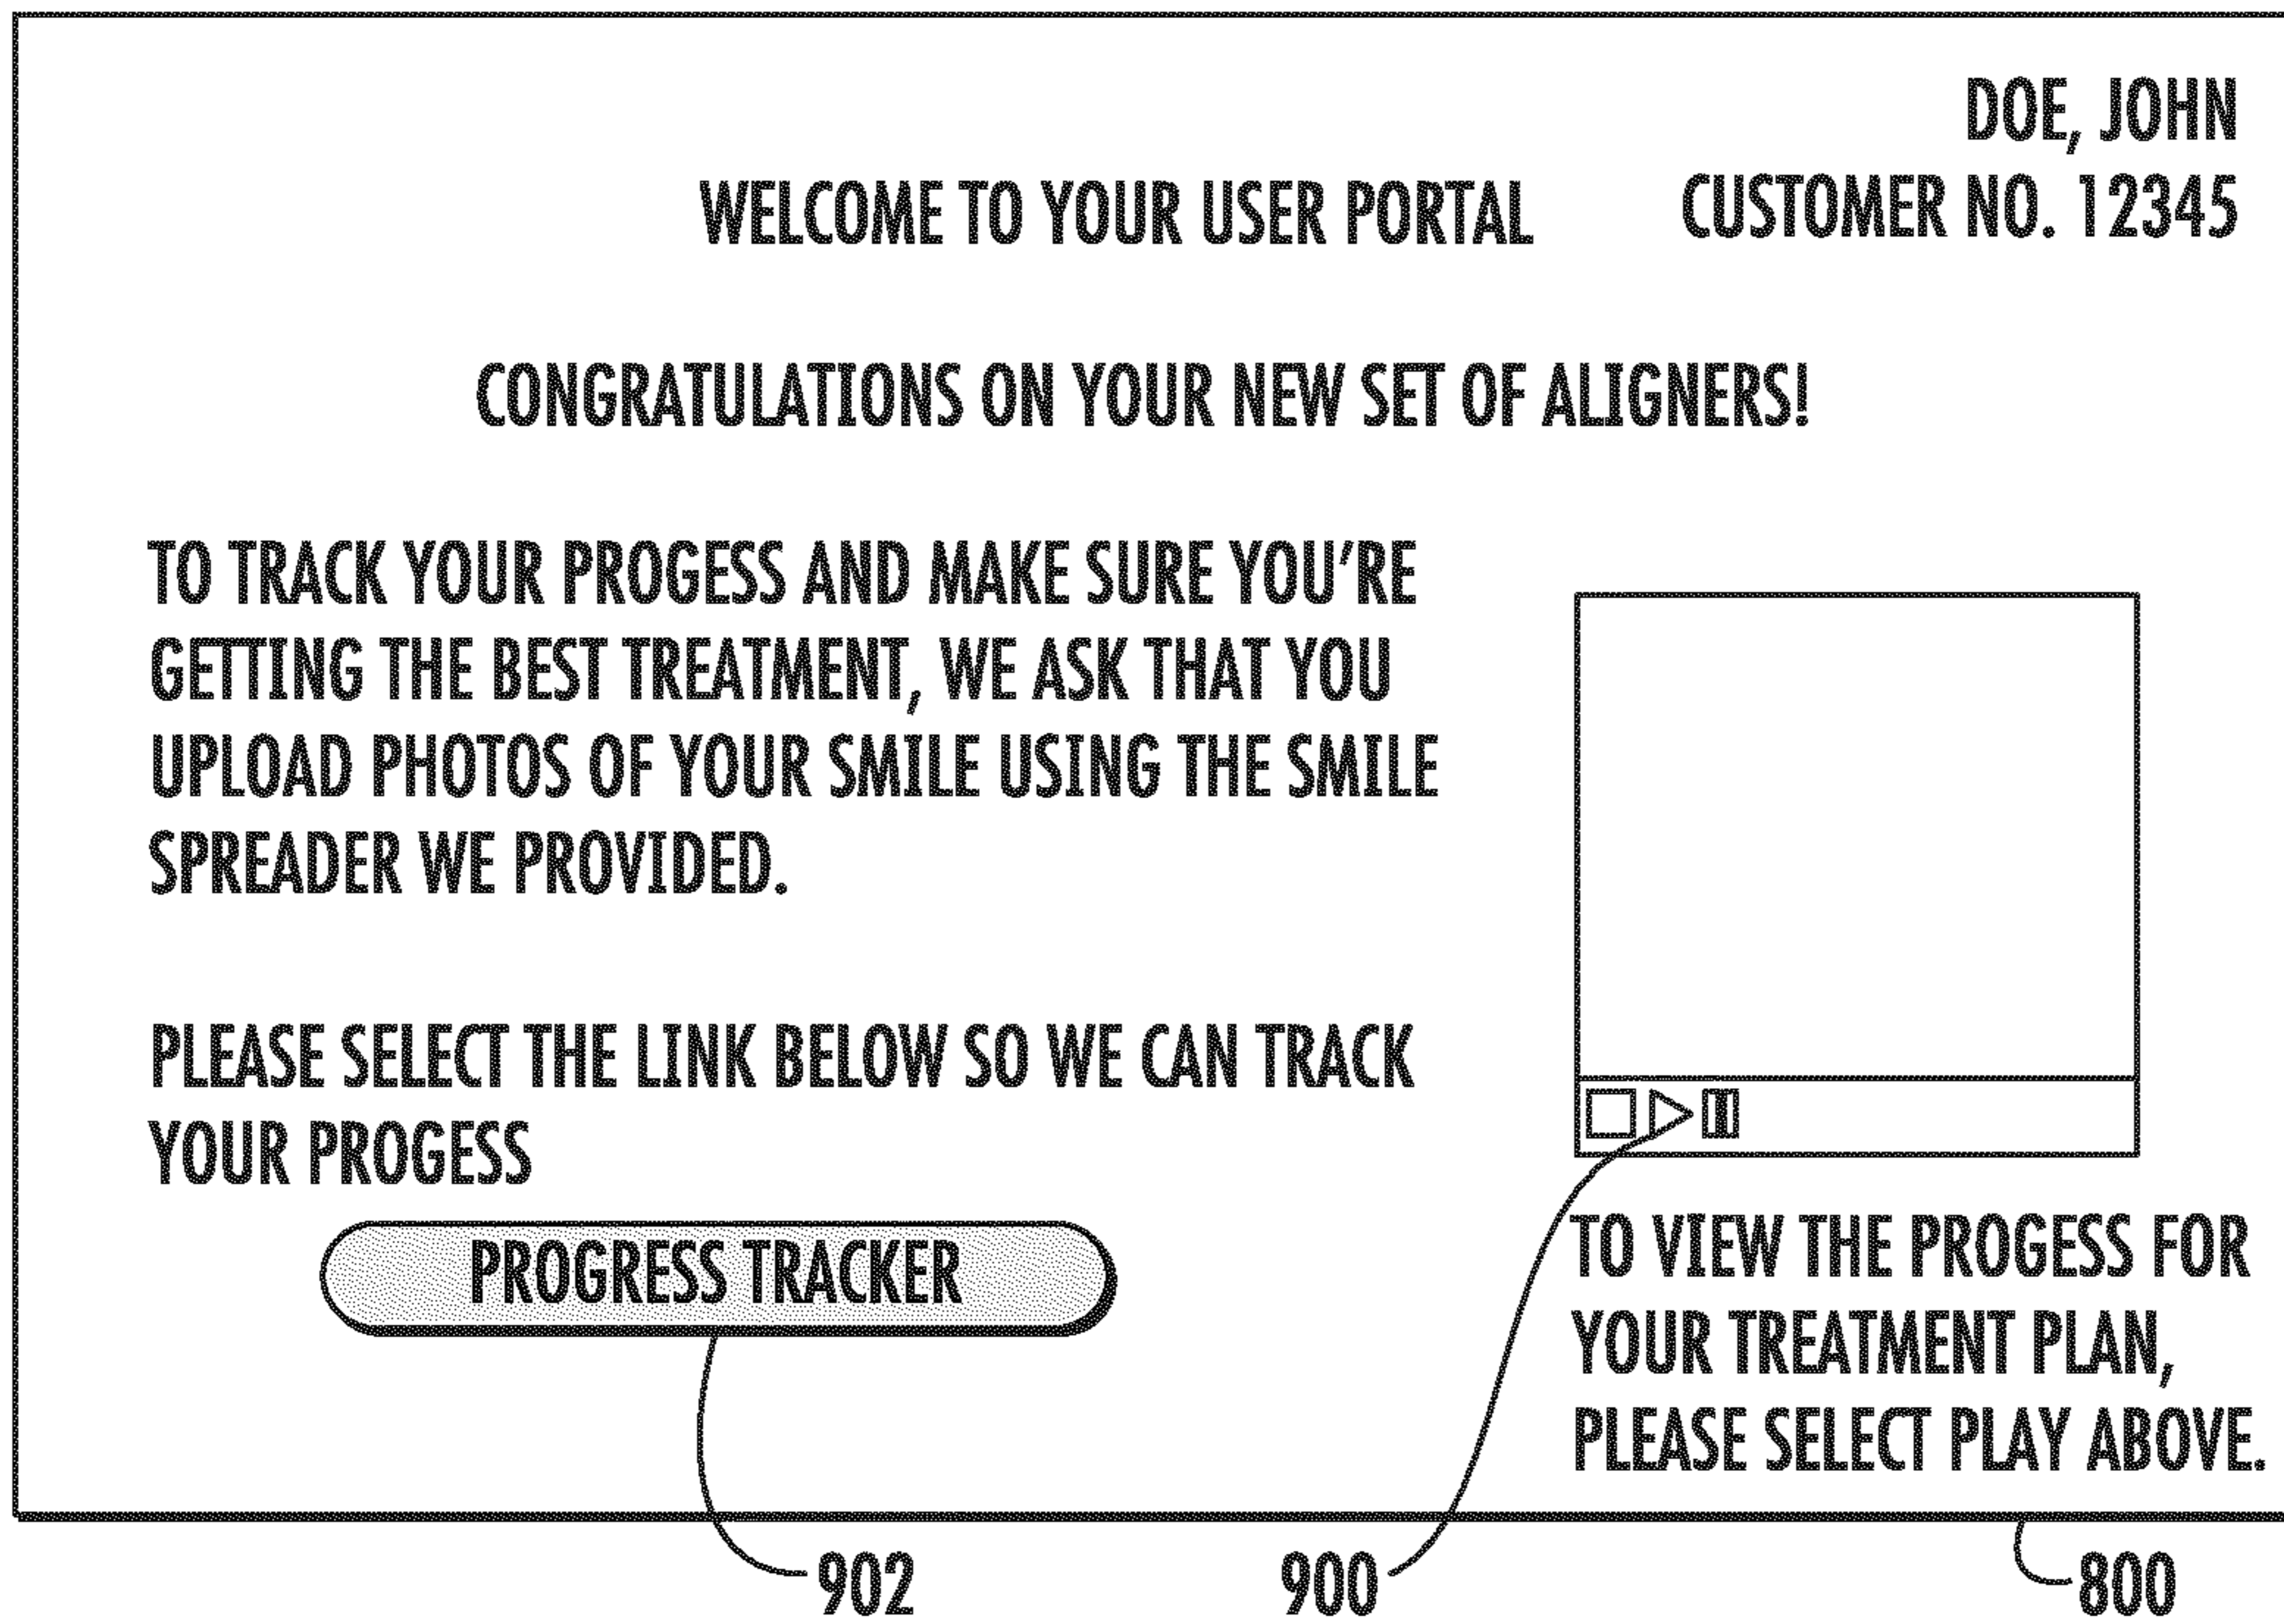 DOE, JOHN
WELCOME TO YOUR USER PORTAL
CUSTOMER NO. 12345
CONGRATULATIONS ON YOUR NEW SET OF ALIGNERS!
TO TRACK YOUR PROGESS AND MAKE SURE YOU'RE
GETTING THE BEST TREATMENT, WE ASK THAT YOU
UPLOAD PHOTOS OF YOUR SMILE USING THE SMILE
SPREADER WE PROVIDED.
PLEASE SELECT THE LINK BELOW SO WE CAN TRACK
YOUR PROGESS
PROGRESS TRACKER
TO VIEW THE PROGESS FOR
YOUR TREATMENT PLAN,
PLEASE SELECT PLAY ABOVE.
902
900
800